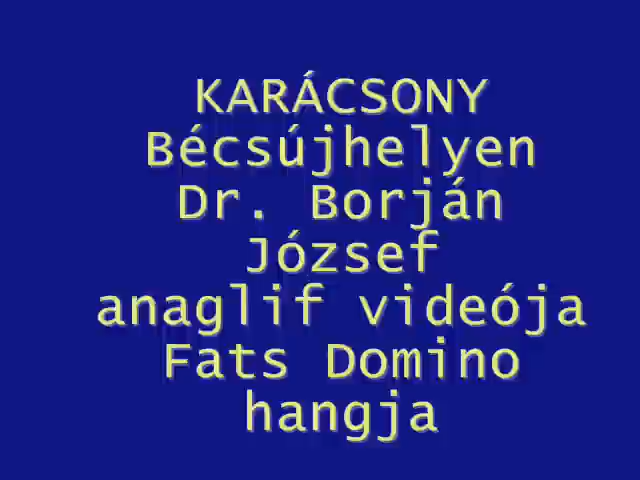 KARÁCSONY
Bécsújhelyen
Dr. Borján
József
anaglif videója
Fats Domino
hangja